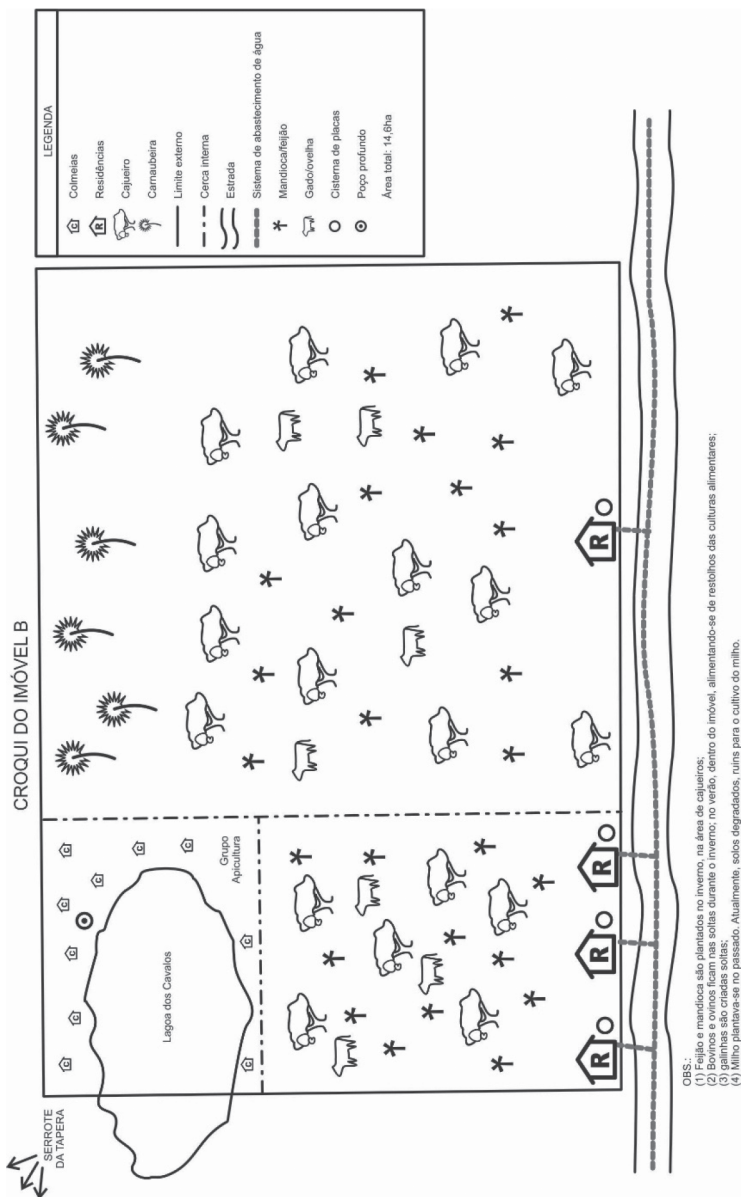 CROQUI DO IMÓVEL B
LEGENDA
C Colmeias
R Residências
Cajueiro
Carnaubeira
Limite externo
Cerca interna
Estrada
Sistema de abastecimento de água
Mandioca/feijão
Gado/ovelha
Cisterna de placas
Poço profundo
Área total: 14,6ha
SERROTE
DA TAPERA
Lagoa dos Cavalos
Grupo
Apicultura
C
C
C
C
C
C
C
C
C
C
R
R
R
R
OBS.:
(1) Feijão e mandioca são plantados no inverno, na área de cajueiros;
(2) Bovinos e ovinos ficam nas soltas durante o inverno; no verão, dentro do imóvel, alimentando-se de restolhos das culturas alimentares;
(3) galinhas são criadas soltas;
(4) Milho plantava-se no passado. Atualmente, solos degradados, ruins para o cultivo do milho.